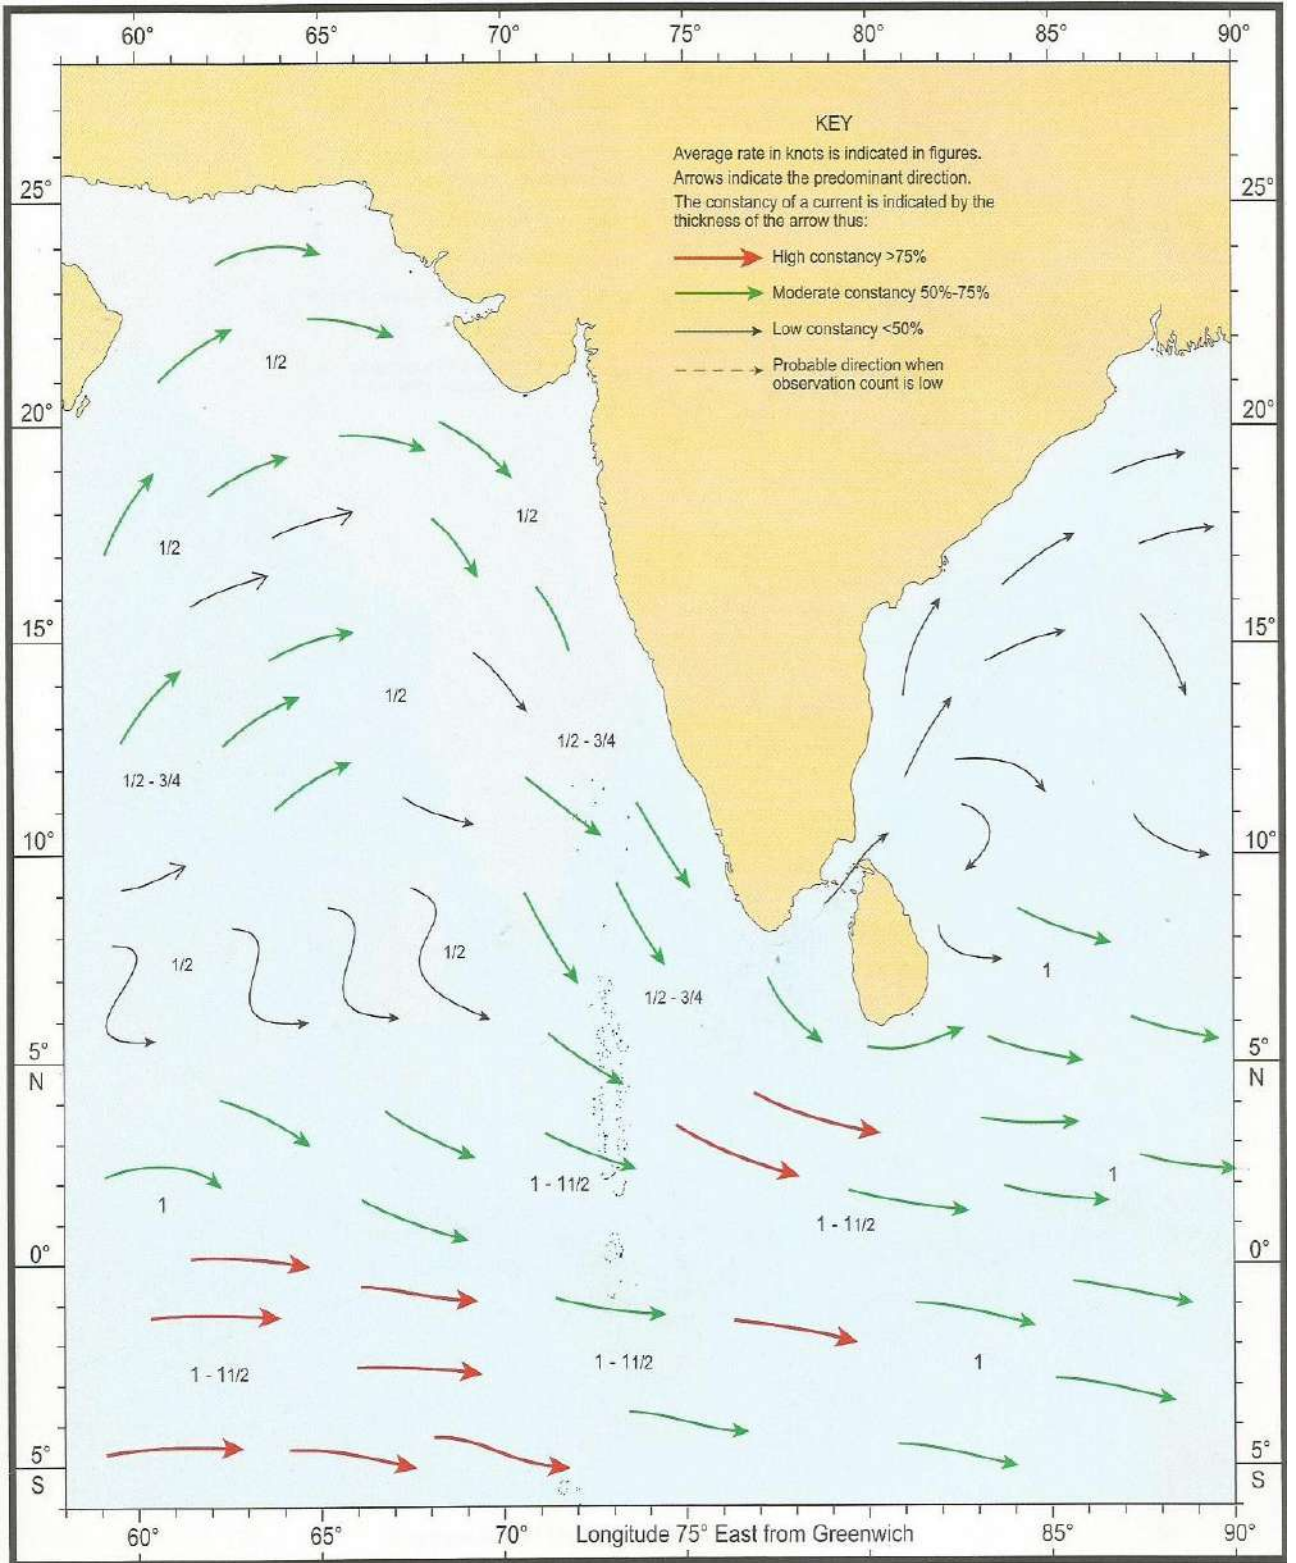 60° 65° 70° 75° 80° 85° 90°
KEY
Average rate in knots is indicated in figures.
Arrows indicate the predominant direction.
The constancy of a current is indicated by the
thickness of the arrow thus:
High constancy >75%
Moderate constancy 50%-75%
Low constancy <50%
Probable direction when
observation count is low
25° 25°
1/2
20° 20°
1/2
1/2
15° 15°
1/2
1/2 - 3/4
1/2 - 3/4
10° 10°
1/2
1/2
1
1/2 - 3/4
5° 5°
N N
1 - 11/2
1
1
1 - 11/2
0° 0°
1 - 11/2
1 - 11/2
1
5° 5°
S S
60° 65° 70° Longitude 75° East from Greenwich 85° 90°